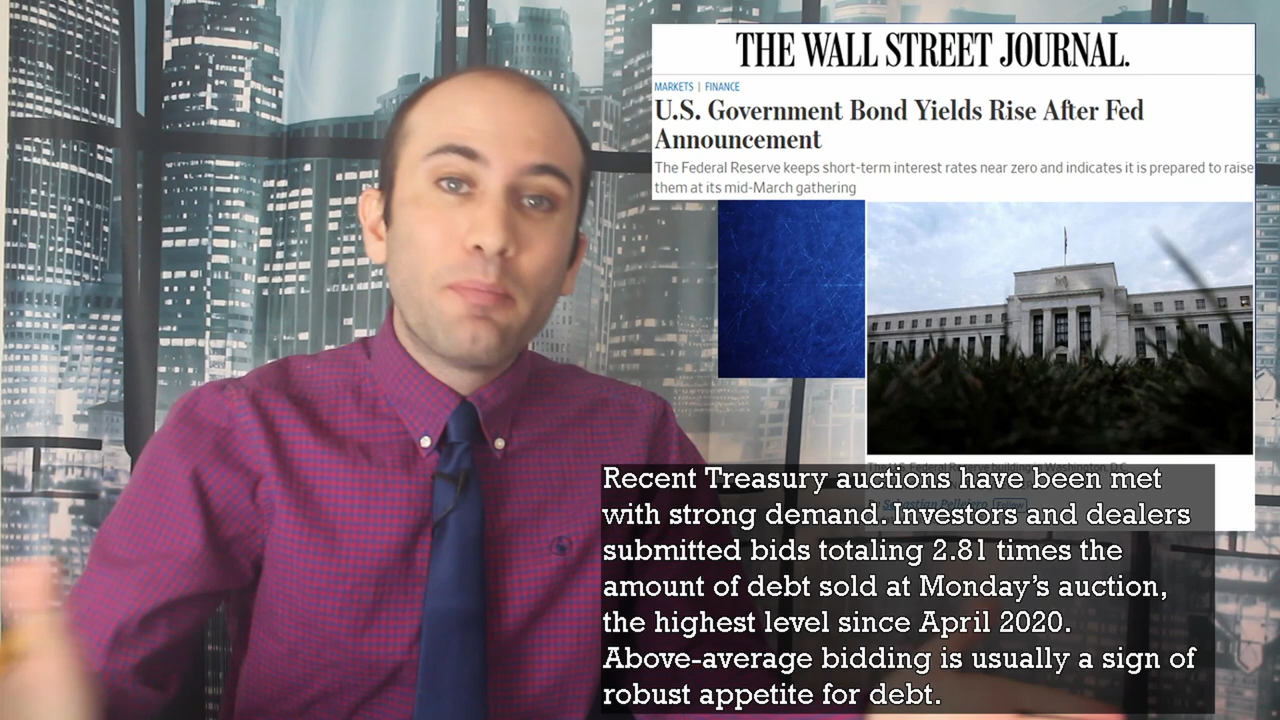 THE WALL STREET JOURNAL.
MARKETS | FINANCE
U.S. Government Bond Yields Rise After Fed
Announcement
The Federal Reserve keeps short-term interest rates near zero and indicates it is prepared to raise
them at its mid-March gathering
Recent Treasury auctions have been met
with strong demand. Investors and dealers
submitted bids totaling 2.81 times the
amount of debt sold at Monday’s auction,
the highest level since April 2020.
Above-average bidding is usually a sign of
robust appetite for debt.